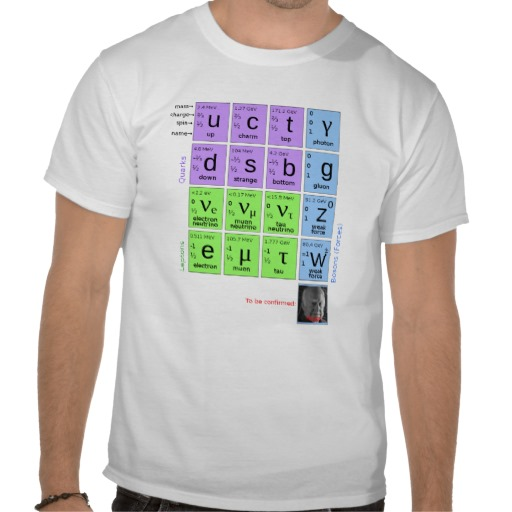 mass→ 2.4 MeV 1.27 GeV 171.2 GeV 0
charge→ ⅔ u ⅔ c ⅔ t 0 γ
spin→ ½ ½ ½ 1
name→ up charm top photon
Quarks
4.8 MeV 104 MeV 4.2 GeV 0
-⅓ d -⅓ s -⅓ b 0 g
½ ½ ½ 1
down strange bottom gluon
<2.2 eV <0.17 MeV <15.5 MeV 91.2 GeV
0 νe 0 νμ 0 ντ 0 Z 0
½ ½ ½ 1
electron neutrino muon neutrino tau neutrino weak force
Leptons
0.511 MeV 105.7 MeV 1.777 GeV 80.4 GeV
-1 e -1 μ -1 τ ±1 W ±
½ ½ ½ 1
electron muon tau weak force
Bosons (Forces)
To be confirmed: